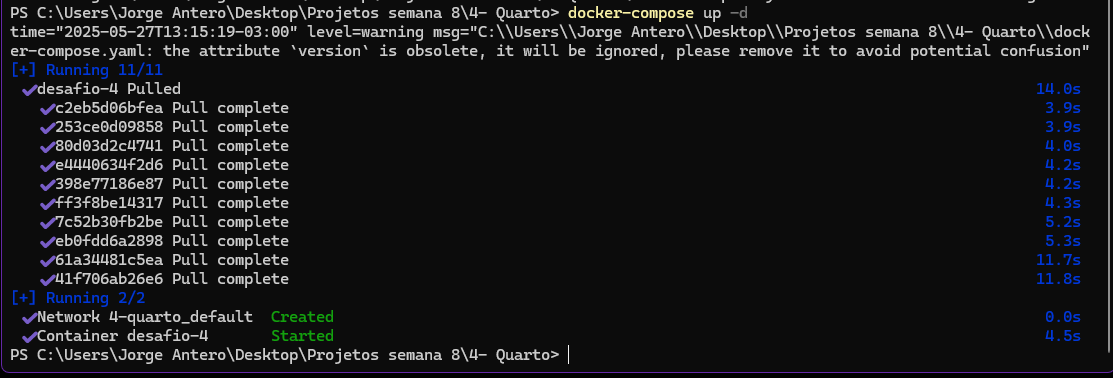 PS C:\Users\Jorge Antero\Desktop\Projetos semana 8\4- Quarto> docker-compose up -d
time="2025-05-27T13:15:19-03:00" level=warning msg="C:\\Users\\Jorge Antero\\Desktop\\Projetos semana 8\\4- Quarto\\dock
er-compose.yaml: the attribute `version` is obsolete, it will be ignored, please remove it to avoid potential confusion"
[+] Running 11/11
✔desafio-4 Pulled 14.0s
✔c2eb5d06bfea Pull complete 3.9s
✔253ce0d09858 Pull complete 3.9s
✔80d03d2c4741 Pull complete 4.0s
✔e4440634f2d6 Pull complete 4.2s
✔398e77186e87 Pull complete 4.2s
✔ff3f8be14317 Pull complete 4.3s
✔7c52b30fb2be Pull complete 5.2s
✔eb0fdd6a2898 Pull complete 5.3s
✔61a34481c5ea Pull complete 11.7s
✔41f706ab26e6 Pull complete 11.8s
[+] Running 2/2
✔Network 4-quarto_default Created 0.0s
✔Container desafio-4 Started 4.5s
PS C:\Users\Jorge Antero\Desktop\Projetos semana 8\4- Quarto>